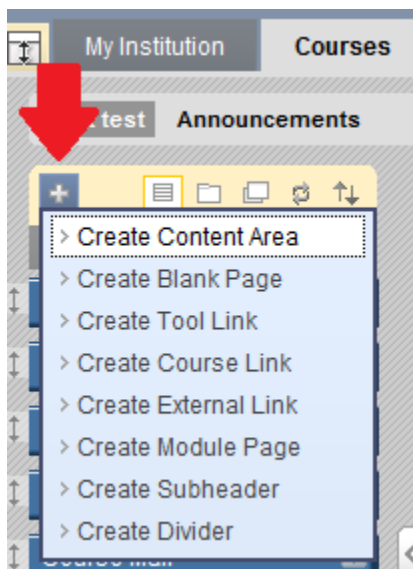 My Institution Courses
test Announcements
Create Content Area
Create Blank Page
Create Tool Link
Create Course Link
Create External Link
Create Module Page
Create Subheader
Create Divider